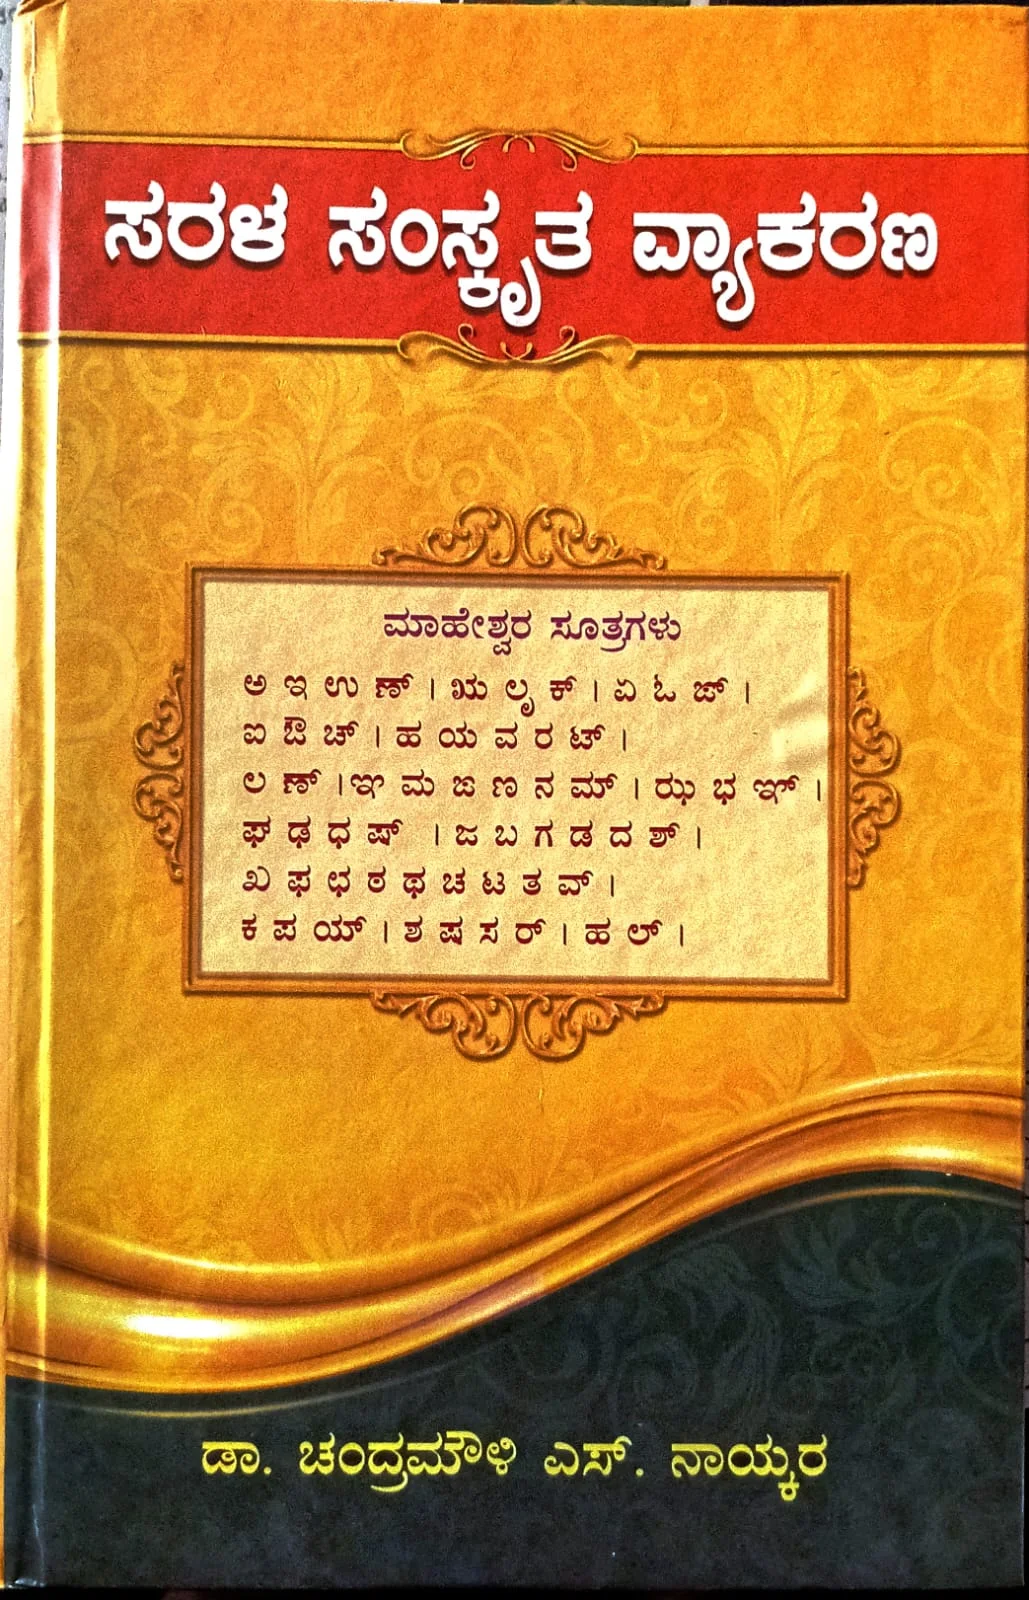 ಸರಳ ಸಂಸ್ಕೃತ ವ್ಯಾಕರಣ
ಮಾಹೇಶ್ವರ ಸೂತ್ರಗಳು
ಅ ಇ ಉ ಣ್ । ಋ ಲೃ ಕ್ । ಏ ಓ ಙ್ ।
ಐ ಔ ಚ್ । ಹ ಯ ವ ರ ಟ್ ।
ಲ ಣ್ ।ಞ ಮ ಙ ಣ ನ ಮ್ । ಝ ಭ ಞ್ ।
ಘ ಢ ಧ ಷ್ । ಜ ಬ ಗ ಡ ದ ಶ್ ।
ಖ ಫ ಛ ಠ ಥ ಚ ಟ ತ ವ್ ।
ಕ ಪ ಯ್ । ಶ ಷ ಸ ರ್ । ಹ ಲ್ ।
ಡಾ. ಚಂದ್ರಮೌಳಿ ಎಸ್. ನಾಯ್ಕರ